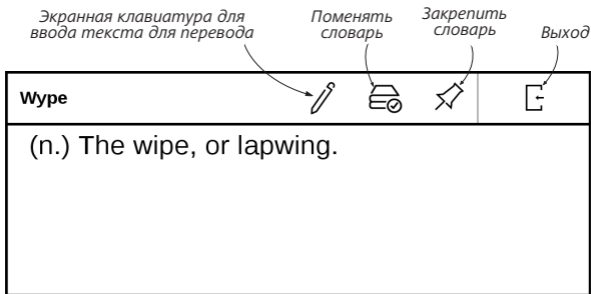 Экранная клавиатура для
ввода текста для перевода
Поменять
словарь
Закрепить
словарь
Выход
Wype
(n.) The wipe, or lapwing.